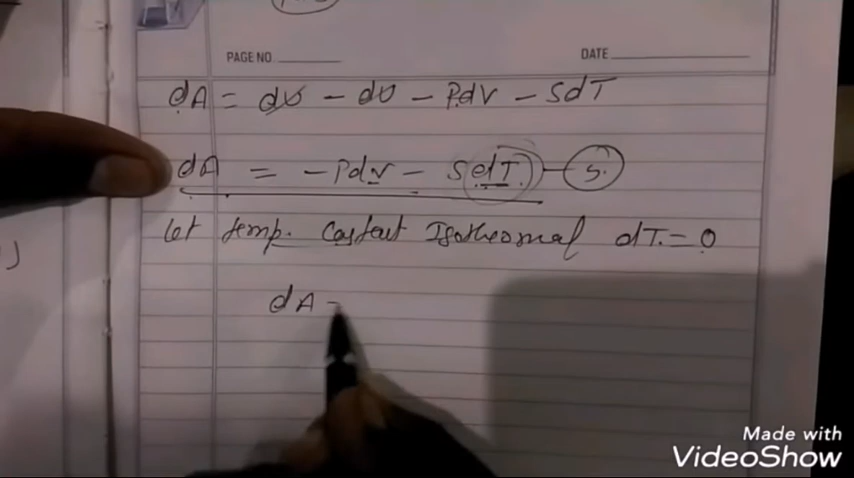 PAGE NO.
DATE
dA = dU - dU - PdV - SdT
dA = - Pdv - SdT - 5.
let temp. Costant Isothermal dT. = 0
dA =
Made with
VideoShow